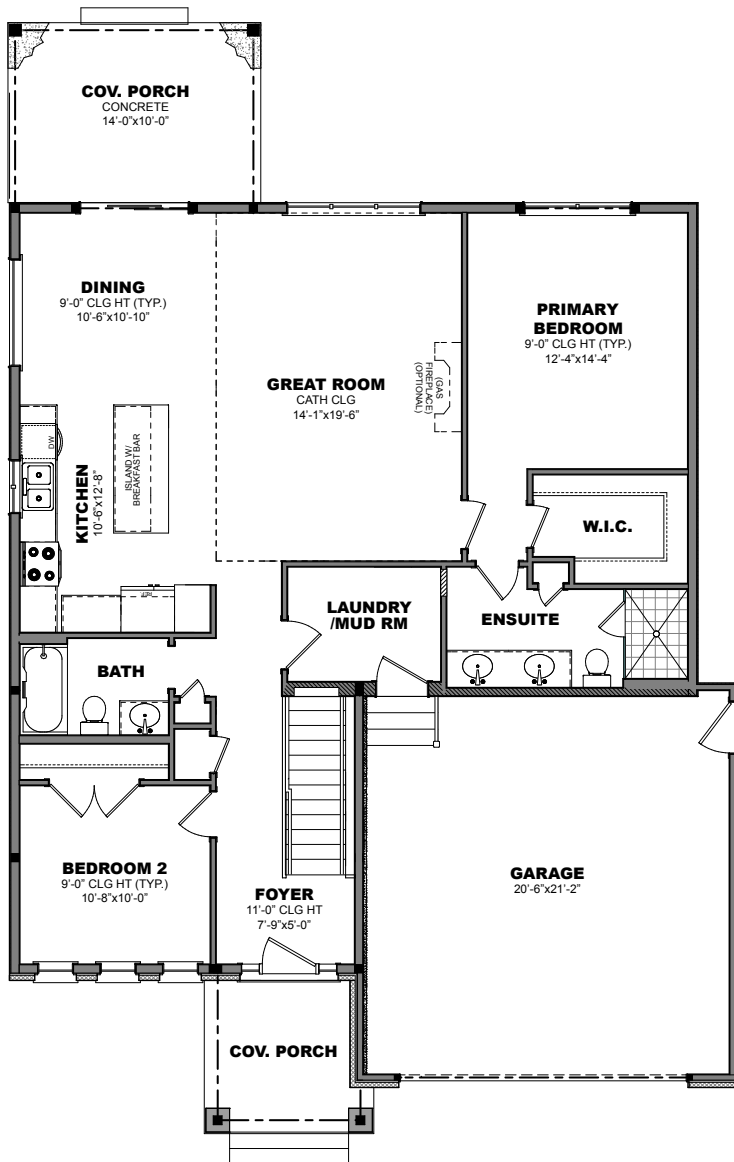 COV. PORCH
CONCRETE
14'-0"x10'-0"
DINING
9'-0" CLG HT (TYP.)
10'-6"x10'-10"
PRIMARY
BEDROOM
9'-0" CLG HT (TYP.)
12'-4"x14'-4"
GREAT ROOM
CATH CLG
14'-1"x19'-6"
(GAS
FIREPLACE)
(OPTIONAL)
DW
ISLAND W/
BREAKFAST BAR
KITCHEN
10'-6"x12'-8"
W.I.C.
LAUNDRY
/MUD RM
ENSUITE
BATH
BEDROOM 2
9'-0" CLG HT (TYP.)
10'-8"x10'-0"
FOYER
11'-0" CLG HT
7'-9"x5'-0"
GARAGE
20'-6"x21'-2"
COV. PORCH